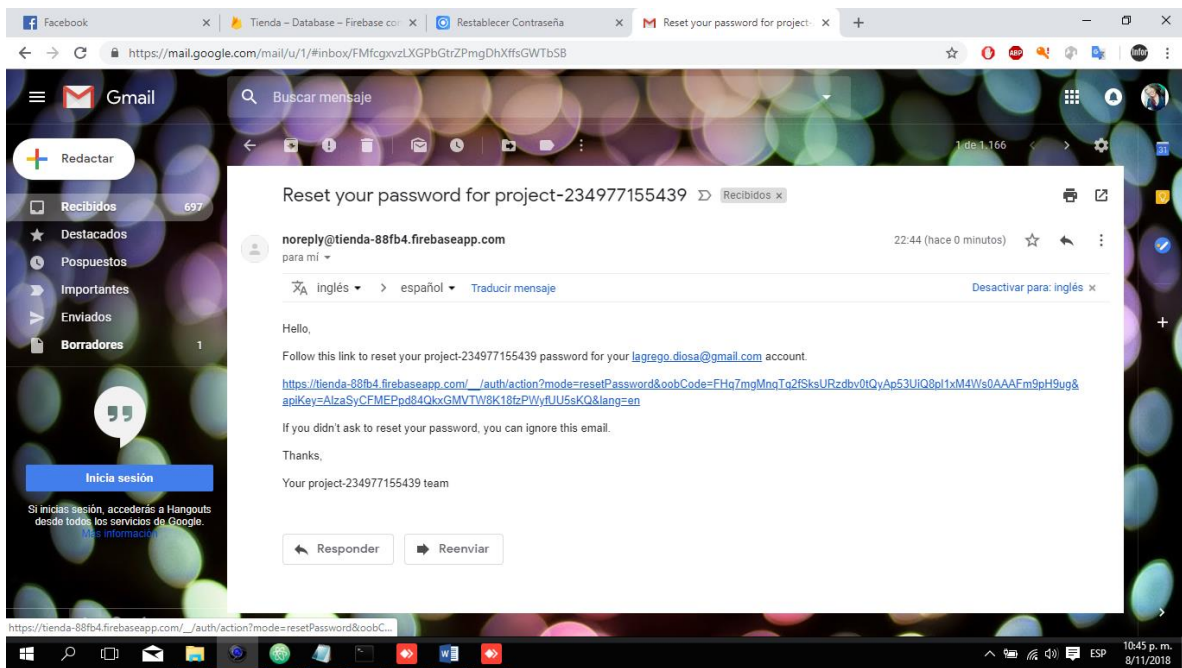 Facebook
Tienda – Database – Firebase con
Restablecer Contraseña
Reset your password for project-
https://mail.google.com/mail/u/1/#inbox/FMfcgxvzLXGPbGtrZPmgDhXffsGWTbSB
ABP
Infor
Gmail
Buscar mensaje
Redactar
1 de 1.166
31
Reset your password for project-234977155439 Recibidos ×
Recibidos 697
Destacados
Pospuestos
Importantes
Enviados
Borradores 1
noreply@tienda-88fb4.firebaseapp.com
22:44 (hace 0 minutos)
para mí
inglés > español Traducir mensaje
Desactivar para: inglés ×
Hello,
Follow this link to reset your project-234977155439 password for your lagrego.diosa@gmail.com account.
https://tienda-88fb4.firebaseapp.com/__/auth/action?mode=resetPassword&oobCode=FHq7mgMnqTq2fSksURzdbv0tQyAp53UiQ8pl1xM4Ws0AAAFm9pH9ug&
apiKey=AIzaSyCFMEPpd84QkxGMVTW8K18fzPWyfUU5sKQ&lang=en
If you didn't ask to reset your password, you can ignore this email.
Thanks,
Your project-234977155439 team
Responder
Reenviar
Inicia sesión
Si inicias sesión, accederás a Hangouts
desde todos los servicios de Google.
Más información
https://tienda-88fb4.firebaseapp.com/__/auth/action?mode=resetPassword&oobC...
ESP
10:45 p. m.
8/11/2018